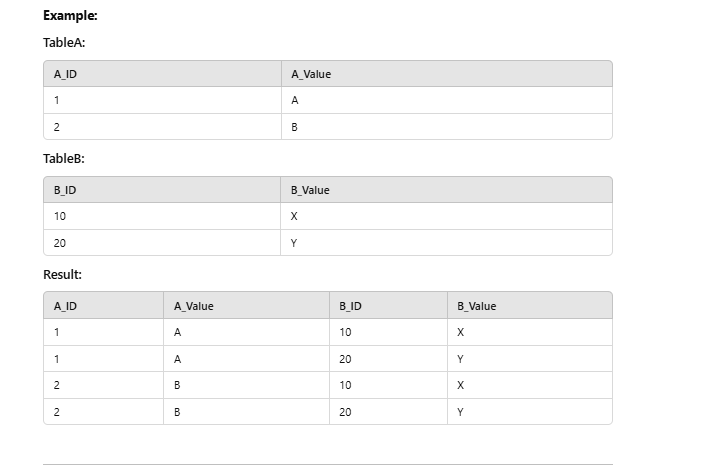 Example:
TableA:
A_ID A_Value
1 A
2 B
TableB:
B_ID B_Value
10 X
20 Y
Result:
A_ID A_Value B_ID B_Value
1 A 10 X
1 A 20 Y
2 B 10 X
2 B 20 Y